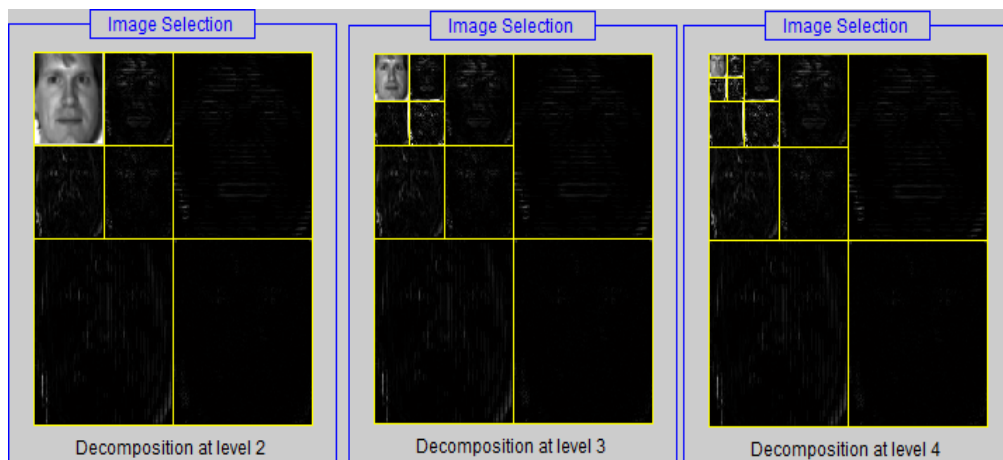 Image Selection
Image Selection
Image Selection
Decomposition at level 2
Decomposition at level 3
Decomposition at level 4